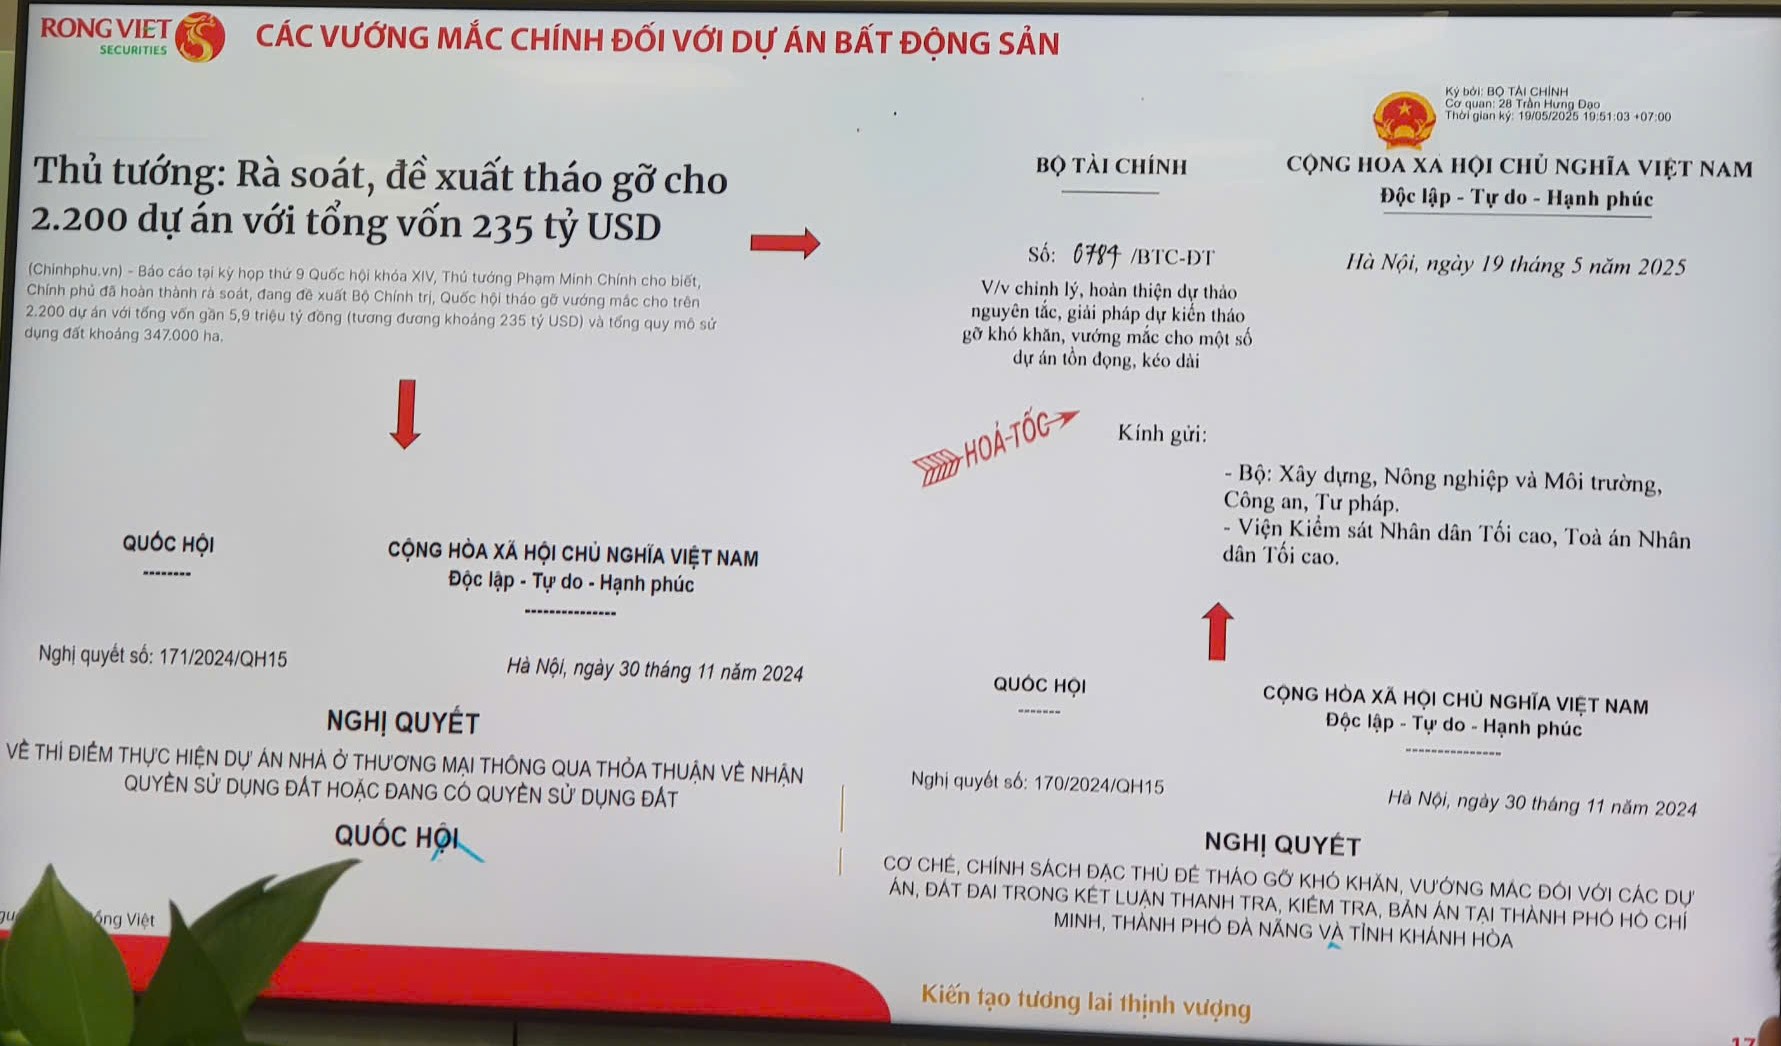 RONG VIET
SECURITIES
CÁC VƯỚNG MẮC CHÍNH ĐỐI VỚI DỰ ÁN BẤT ĐỘNG SẢN
Thủ tướng: Rà soát, đề xuất tháo gỡ cho
2.200 dự án với tổng vốn 235 tỷ USD
(Chinhphu.vn) - Báo cáo tại kỳ họp thứ 9 Quốc hội khóa XIV, Thủ tướng Phạm Minh Chính cho biết,
Chính phủ đã hoàn thành rà soát, đang đề xuất Bộ Chính trị, Quốc hội tháo gỡ vướng mắc cho trên
2.200 dự án với tổng vốn gần 5,9 triệu tỷ đồng (tương đương khoảng 235 tỷ USD) và tổng quy mô sử
dụng đất khoảng 347.000 ha.
Ký bởi: BỘ TÀI CHÍNH
Cơ quan: 28 Trần Hưng Đạo
Thời gian ký: 19/05/2025 19:51:03 +07:00
BỘ TÀI CHÍNH
CỘNG HOÀ XÃ HỘI CHỦ NGHĨA VIỆT NAM
Độc lập - Tự do - Hạnh phúc
Số: 6784 /BTC-ĐT
Hà Nội, ngày 19 tháng 5 năm 2025
V/v chỉnh lý, hoàn thiện dự thảo
nguyên tắc, giải pháp dự kiến tháo
gỡ khó khăn, vướng mắc cho một số
dự án tồn đọng, kéo dài
HOẢ-TỐC
Kính gửi:
- Bộ: Xây dựng, Nông nghiệp và Môi trường,
Công an, Tư pháp.
- Viện Kiểm sát Nhân dân Tối cao, Toà án Nhân
dân Tối cao.
QUỐC HỘI
--------
CỘNG HÒA XÃ HỘI CHỦ NGHĨA VIỆT NAM
Độc lập - Tự do - Hạnh phúc
---------------
Nghị quyết số: 171/2024/QH15
Hà Nội, ngày 30 tháng 11 năm 2024
NGHỊ QUYẾT
VỀ THÍ ĐIỂM THỰC HIỆN DỰ ÁN NHÀ Ở THƯƠNG MẠI THÔNG QUA THỎA THUẬN VỀ NHẬN
QUYỀN SỬ DỤNG ĐẤT HOẶC ĐANG CÓ QUYỀN SỬ DỤNG ĐẤT
QUỐC HỘI
QUỐC HỘI
-------
CỘNG HÒA XÃ HỘI CHỦ NGHĨA VIỆT NAM
Độc lập - Tự do - Hạnh phúc
---------------
Nghị quyết số: 170/2024/QH15
Hà Nội, ngày 30 tháng 11 năm 2024
NGHỊ QUYẾT
CƠ CHẾ, CHÍNH SÁCH ĐẶC THÙ ĐỂ THÁO GỠ KHÓ KHĂN, VƯỚNG MẮC ĐỐI VỚI CÁC DỰ
ÁN, ĐẤT ĐAI TRONG KẾT LUẬN THANH TRA, KIỂM TRA, BẢN ÁN TẠI THÀNH PHỐ HỒ CHÍ
MINH, THÀNH PHỐ ĐÀ NẴNG VÀ TỈNH KHÁNH HÒA
Việt
Kiến tạo tương lai thịnh vượng
17